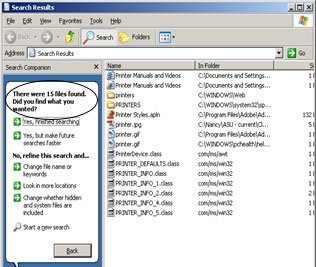 Search Results
File Edit View Favorites Tools Help
Back Search Folders
Address Search Results Go
Search Companion
There were 15 files found.
Did you find what you
wanted?
Yes, finished searching
Yes, but make future
searches faster
No, refine this search and...
Change file name or
keywords
Look in more locations
Change whether hidden
and system files are
included
Start a new search
Back
Name In Folder Si
Printer Manuals and Videos C:\Documents and Settings...
Printer Manuals and Videos C:\Documents and Settings...
printers C:\WINDOWS\Web
PRINTERS C:\WINDOWS\system32\sp...
Printer Styles.apln C:\Program Files\Adobe\Ad... 132
printer.jpg C:\Nancy\ASU - current\C... 3
printer.gif C:\Program Files\Adobe\Ad... 1
printer.gif C:\WINDOWS\pchealth\hel... 1
PrinterDevice.class com/ms/awt
PRINTER_DEFAULTS.class com/ms/win32
PRINTER_INFO_1.class com/ms/win32
PRINTER_INFO_2.class com/ms/win32
PRINTER_INFO_4.class com/ms/win32
PRINTER_INFO_5.class com/ms/win32